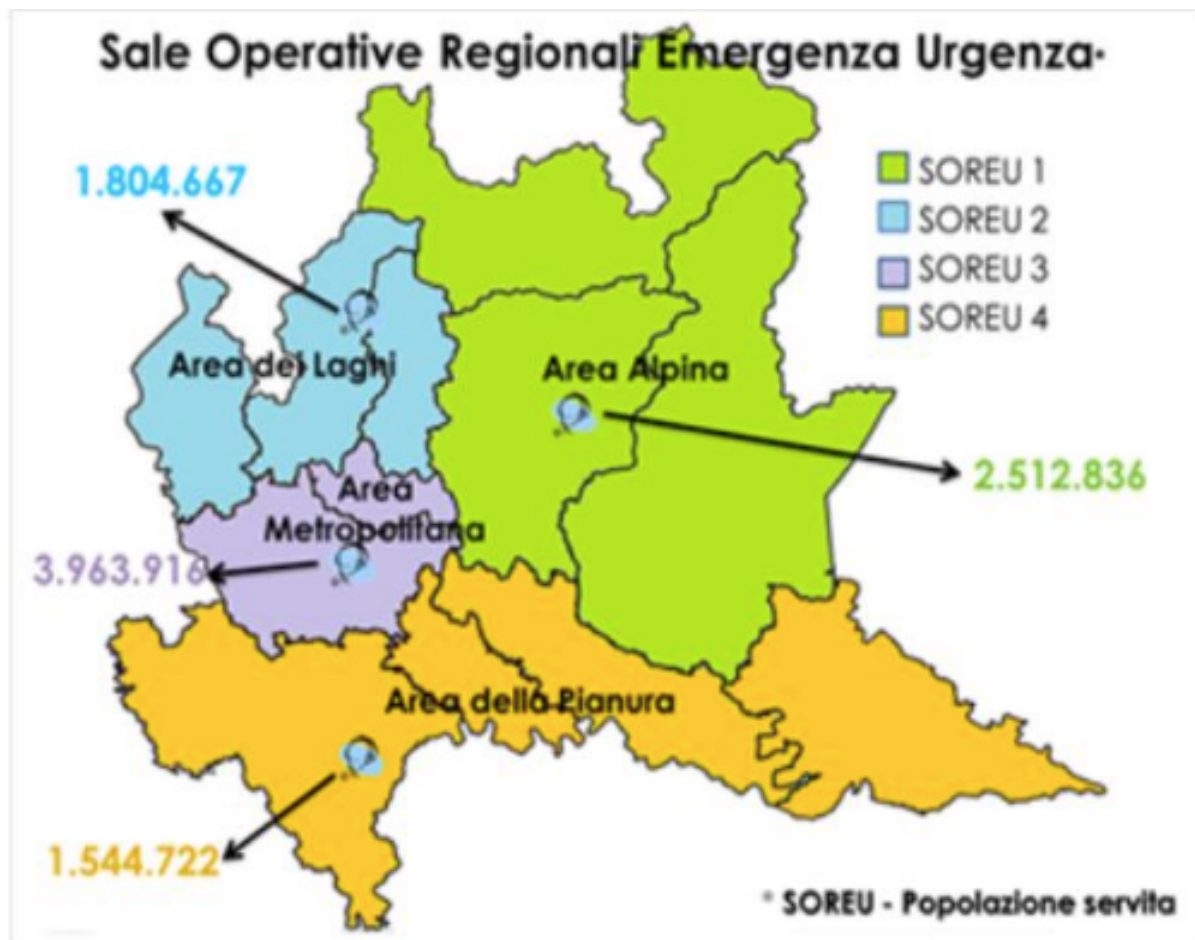 Sale Operative Regionali Emergenza Urgenza*
1.804.667
SOREU 1
SOREU 2
SOREU 3
SOREU 4
Area dei Laghi
Area Alpina
2.512.836
Area
Metropolitana
3.963.916
Area della Pianura
1.544.722
* SOREU - Popolazione servita